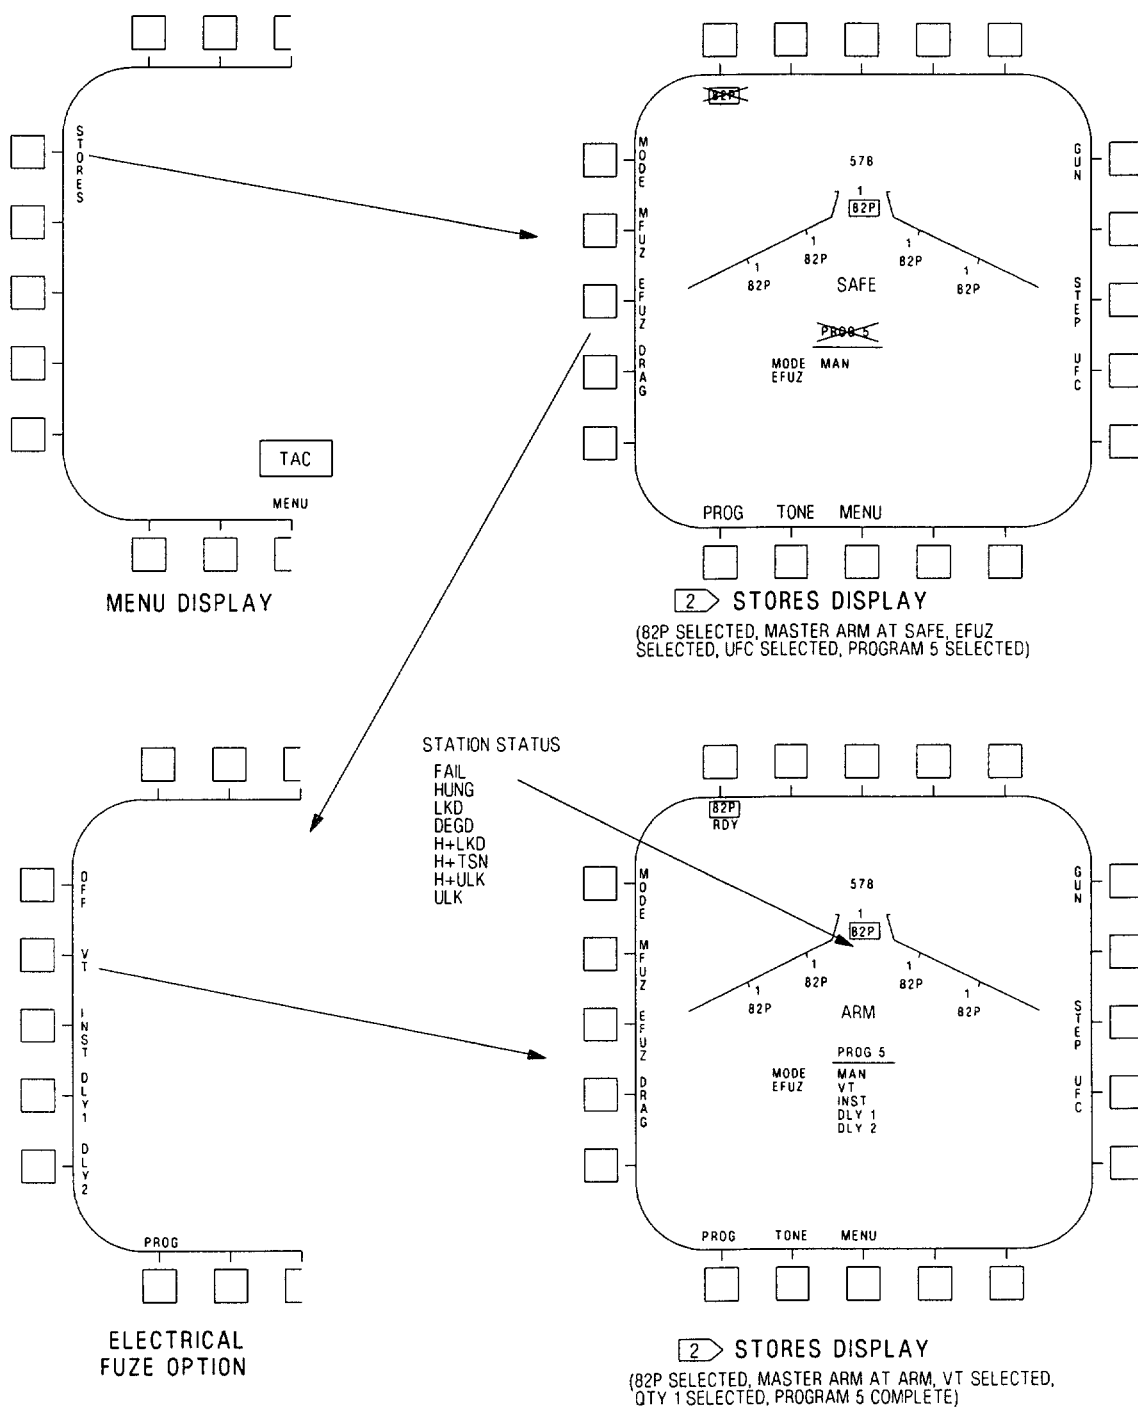 STORES
TAC
MENU
MENU DISPLAY
82P
MODE
MFUZ
EFUZ
DRAG
578
1
82P
1
82P
1
82P
1
82P
1
82P
SAFE
PROG 5
MODE MAN
EFUZ
GUN
STEP
UFC
PROG TONE MENU
2 STORES DISPLAY
(82P SELECTED, MASTER ARM AT SAFE, EFUZ
SELECTED, UFC SELECTED, PROGRAM 5 SELECTED)
OFF
VT
INST
DLY1
DLY2
PROG
ELECTRICAL
FUZE OPTION
STATION STATUS
FAIL
HUNG
LKD
DEGD
H+LKD
H+TSN
H+ULK
ULK
82P
RDY
MODE
MFUZ
EFUZ
DRAG
578
1
82P
1
82P
1
82P
1
82P
1
82P
ARM
PROG 5
MODE MAN
EFUZ VT
INST
DLY 1
DLY 2
GUN
STEP
UFC
PROG TONE MENU
2 STORES DISPLAY
(82P SELECTED, MASTER ARM AT ARM, VT SELECTED,
QTY 1 SELECTED, PROGRAM 5 COMPLETE)